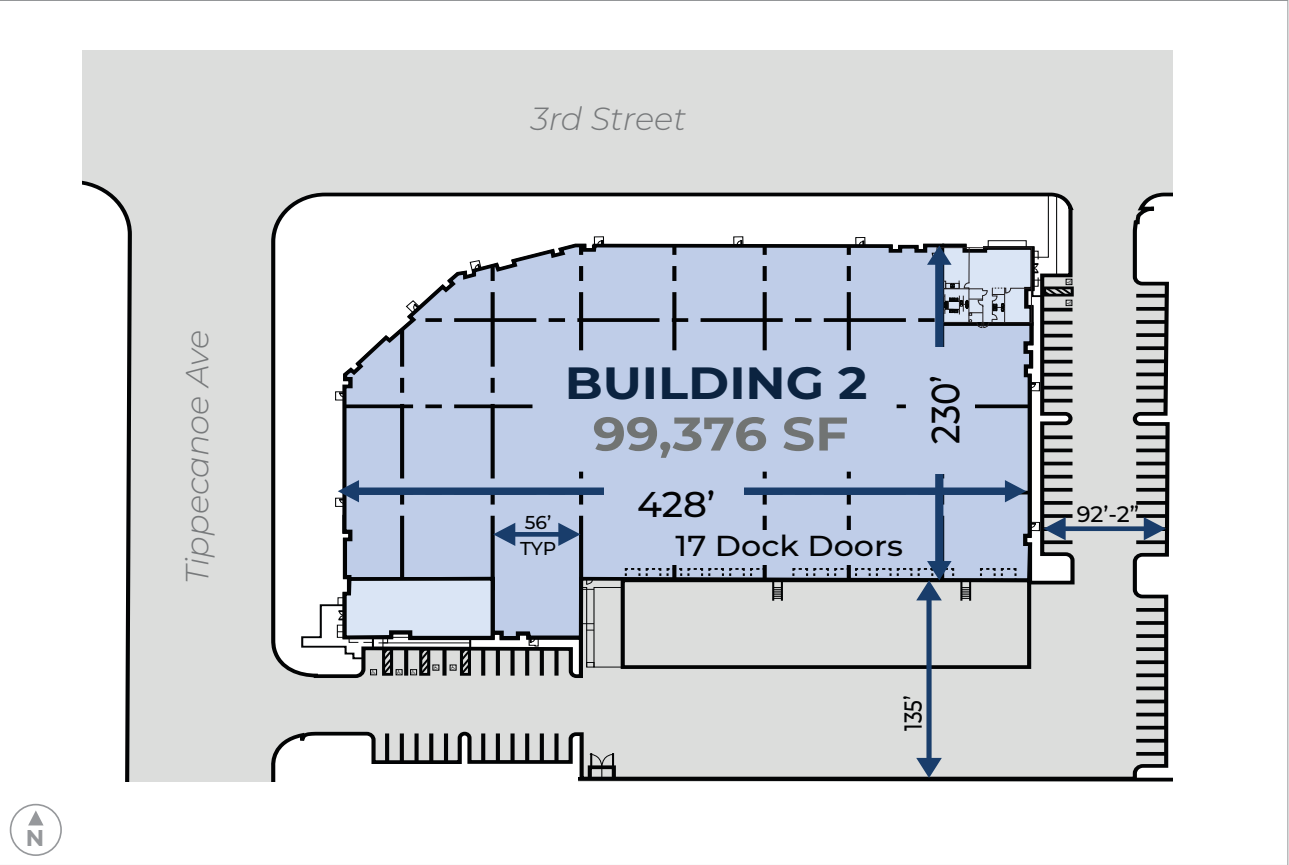 3rd Street
Tippecanoe Ave
BUILDING 2
99,376 SF
230’
428’
56’
TYP
17 Dock Doors
92’-2”
135’
N